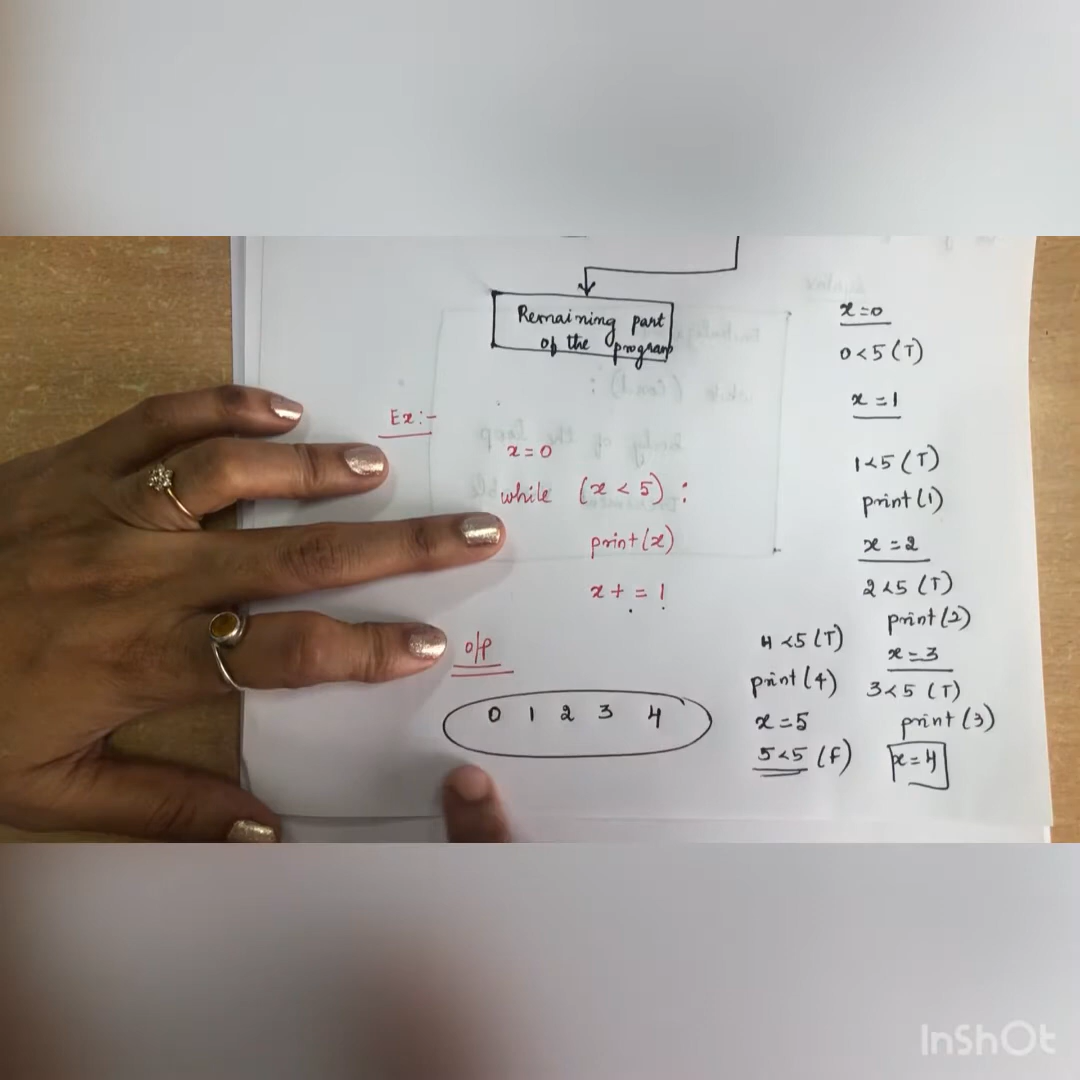 Remaining part
of the program
Ex:-
x=0
while (x < 5) :
print(x)
x + = 1
o/p
0 1 2 3 4
x=0
0<5 (T)
x = 1
1<5 (T)
print(1)
x = 2
2<5 (T)
print(2)
x=3
3<5 (T)
print(3)
x=4
4<5(T)
print(4)
x=5
5<5 (F)
InShOt